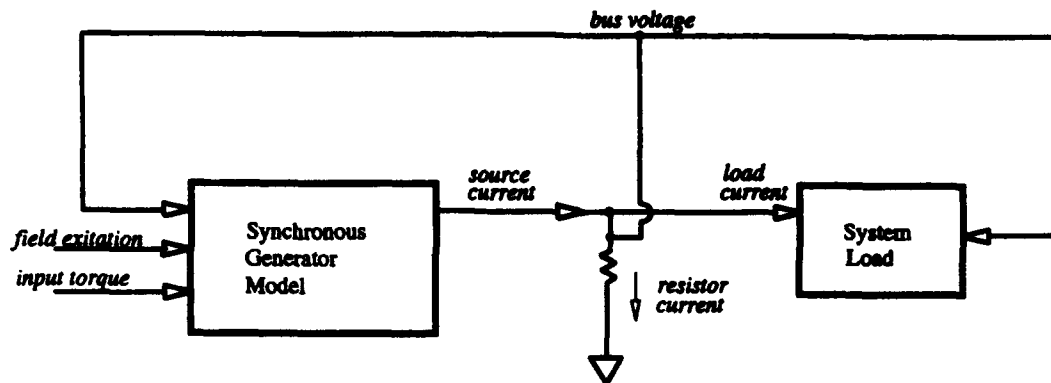 bus voltage
source
current
load
current
field exitation
input torque
Synchronous
Generator
Model
System
Load
resistor
current